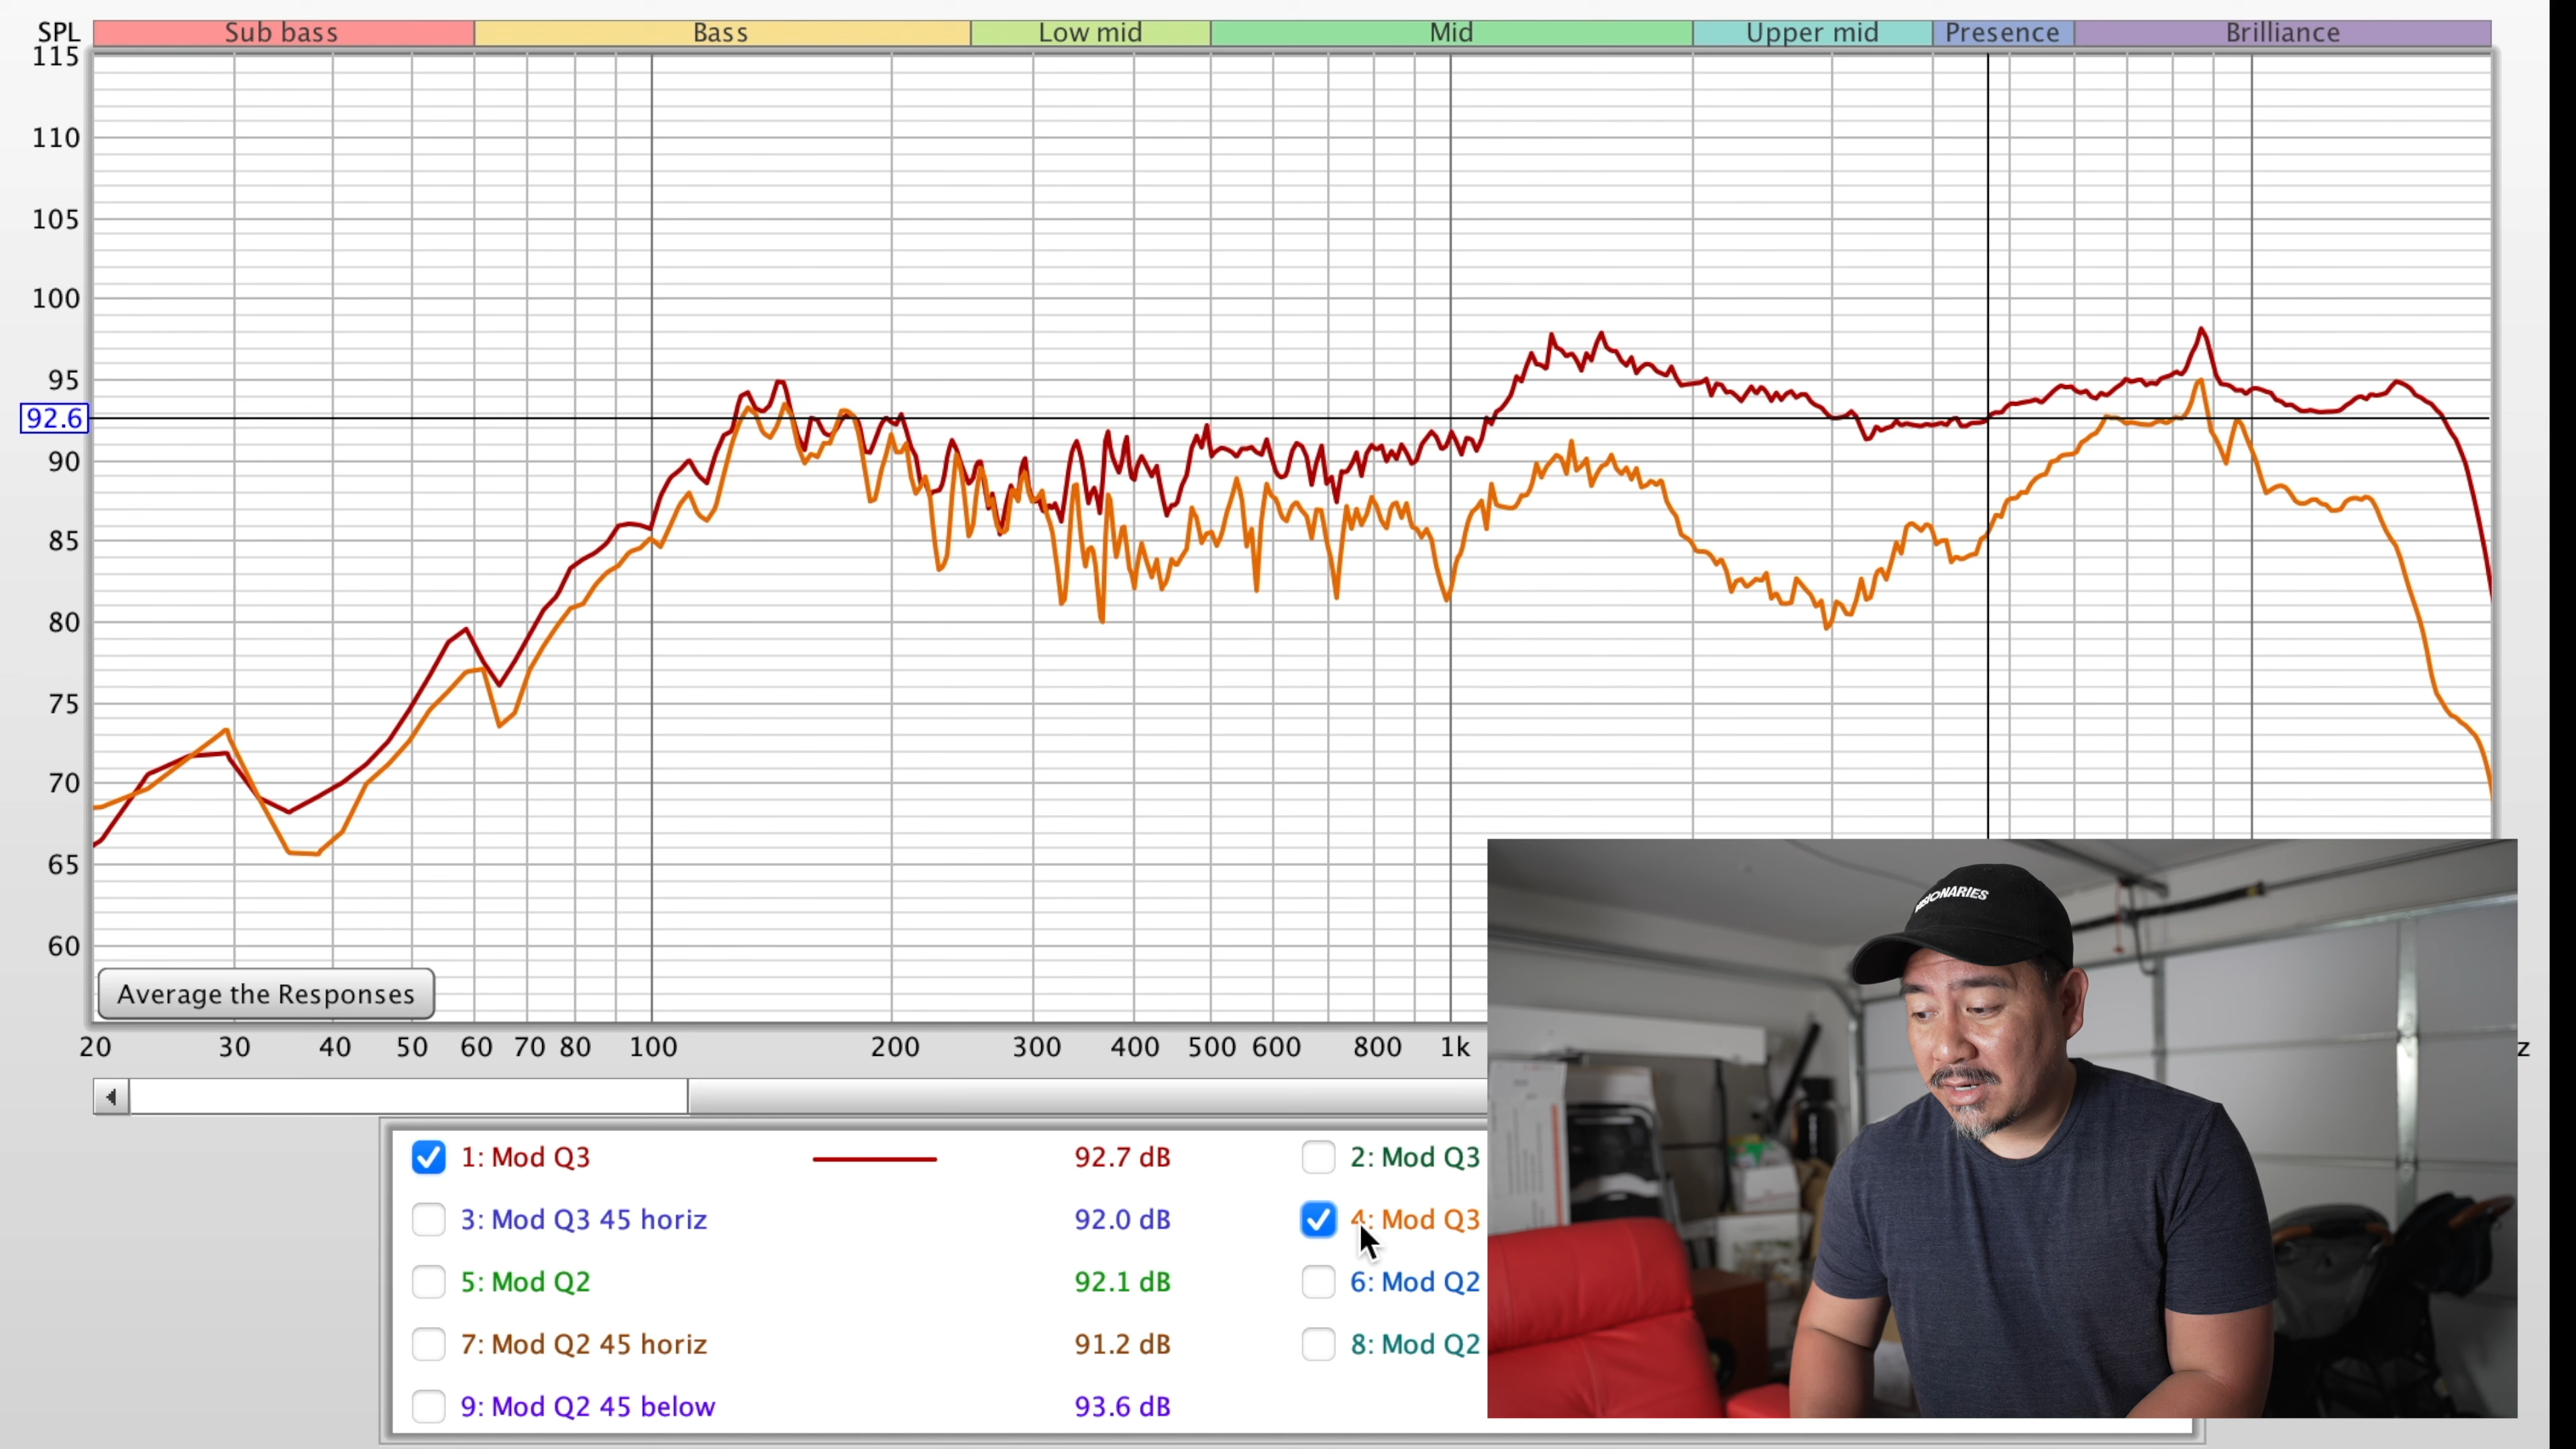 SPL Sub bass Bass Low mid Mid Upper mid Presence Brilliance
115
110
105
100
95
92.6
90
85
80
75
70
65
60
Average the Responses
20 30 40 50 60 70 80 100 200 300 400 500 600 800 1k z
1: Mod Q3 92.7 dB 2: Mod Q3
3: Mod Q3 45 horiz 92.0 dB 4: Mod Q3
5: Mod Q2 92.1 dB 6: Mod Q2
7: Mod Q2 45 horiz 91.2 dB 8: Mod Q2
9: Mod Q2 45 below 93.6 dB